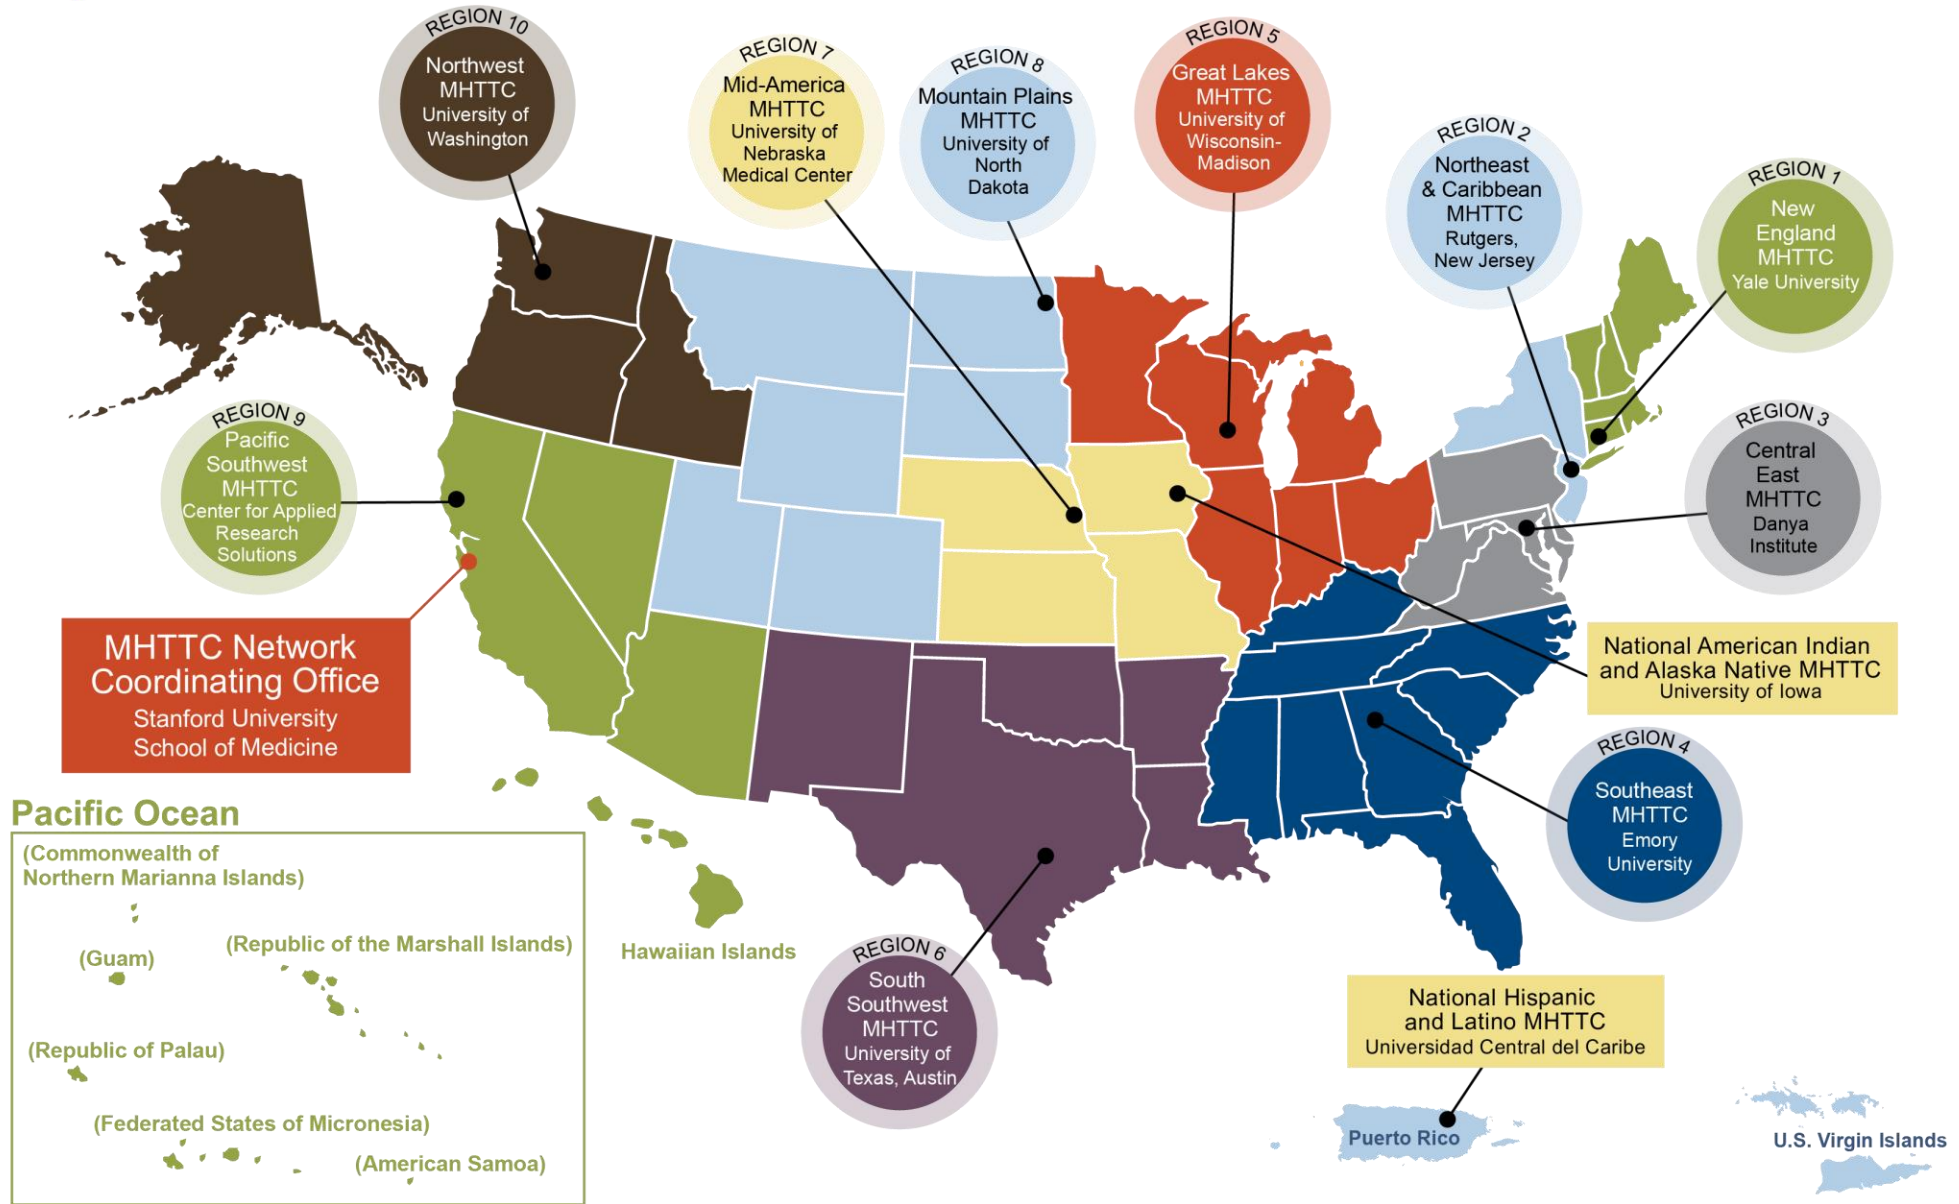 REGION 10
Northwest
MHTTC
University of
Washington
REGION 7
Mid-America
MHTTC
University of
Nebraska
Medical Center
REGION 8
Mountain Plains
MHTTC
University of
North
Dakota
REGION 5
Great Lakes
MHTTC
University of
Wisconsin-
Madison
REGION 2
Northeast
& Caribbean
MHTTC
Rutgers,
New Jersey
REGION 1
New
England
MHTTC
Yale University
REGION 9
Pacific
Southwest
MHTTC
Center for Applied
Research
Solutions
REGION 3
Central
East
MHTTC
Danya
Institute
MHTTC Network
Coordinating Office
Stanford University
School of Medicine
National American Indian
and Alaska Native MHTTC
University of Iowa
REGION 4
Southeast
MHTTC
Emory
University
Pacific Ocean
(Commonwealth of
Northern Marianna Islands)
(Guam)
(Republic of the Marshall Islands)
(Republic of Palau)
(Federated States of Micronesia)
(American Samoa)
Hawaiian Islands
REGION 6
South
Southwest
MHTTC
University of
Texas, Austin
National Hispanic
and Latino MHTTC
Universidad Central del Caribe
Puerto Rico
U.S. Virgin Islands